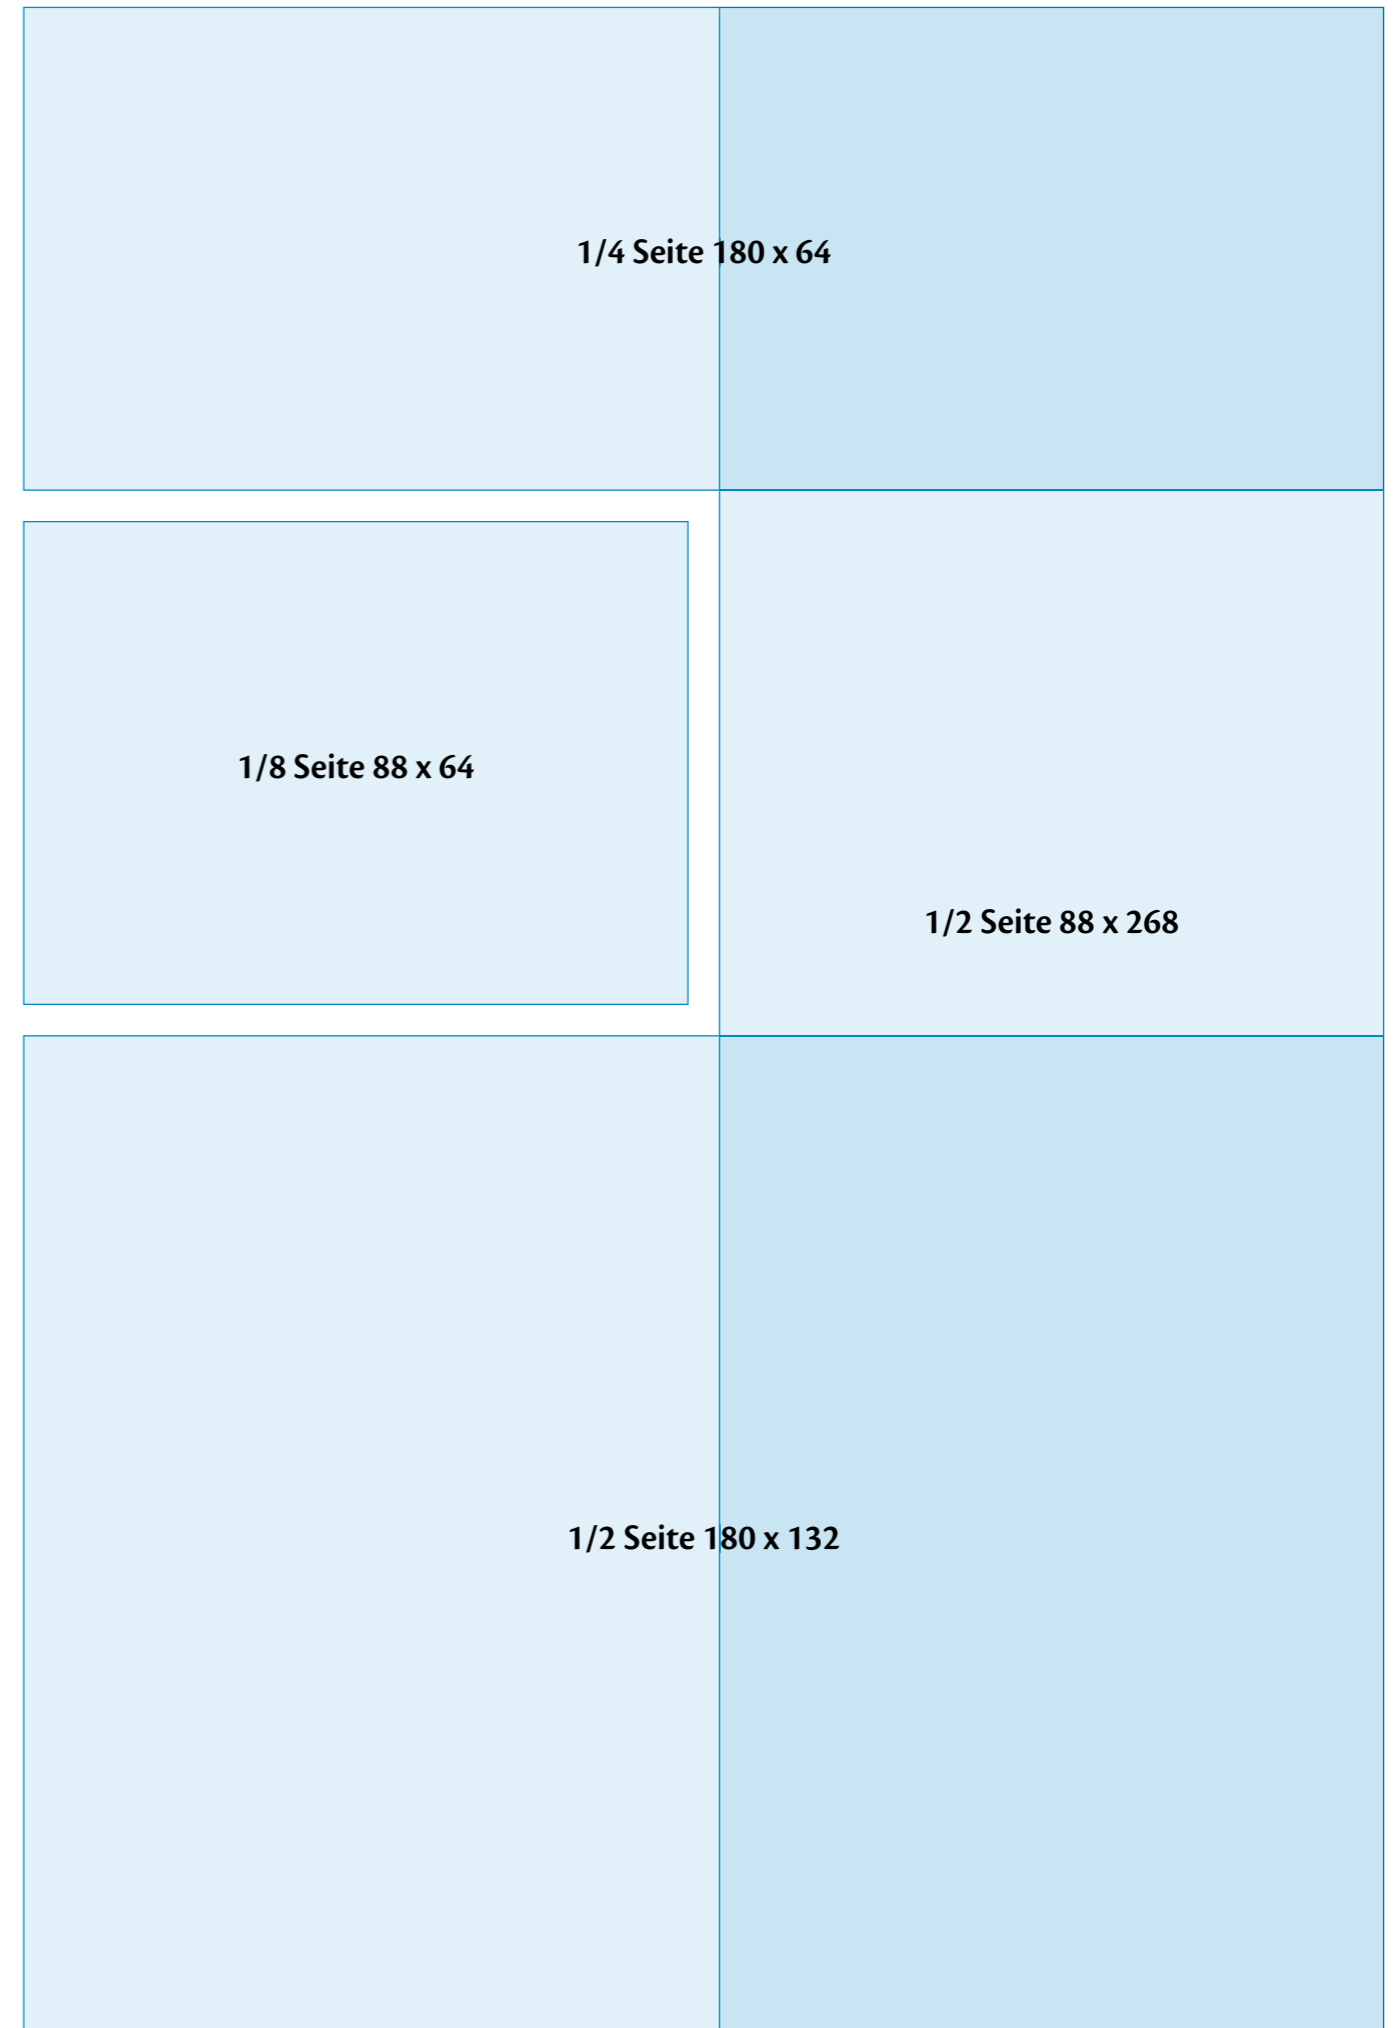 1/4 Seite 180 x 64
1/8 Seite 88 x 64
1/2 Seite 88 x 268
1/2 Seite 180 x 132